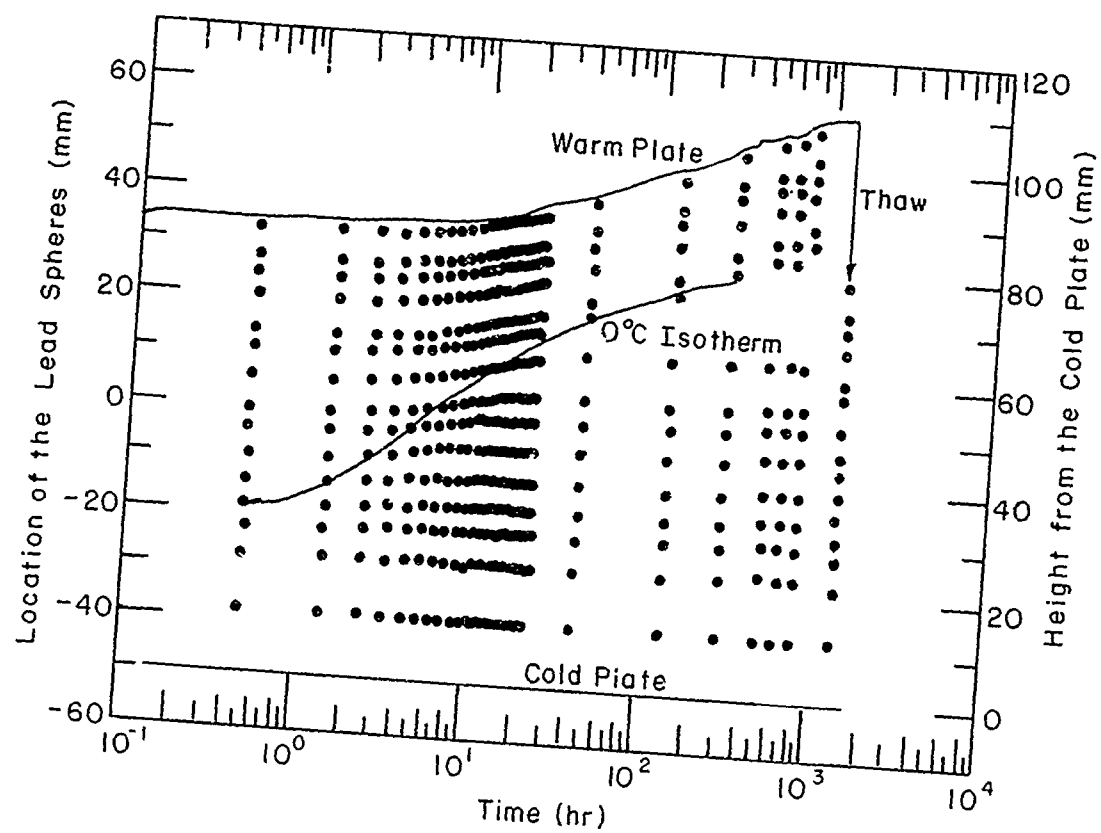 Location of the Lead Spheres (mm)
60
40
20
0
-20
-40
-60
Warm Plate
Thaw
0°C Isotherm
Cold Plate
120
100
80
60
40
20
0
Height from the Cold Plate (mm)
10⁻¹
10⁰
10¹
10²
10³
10⁴
Time (hr)